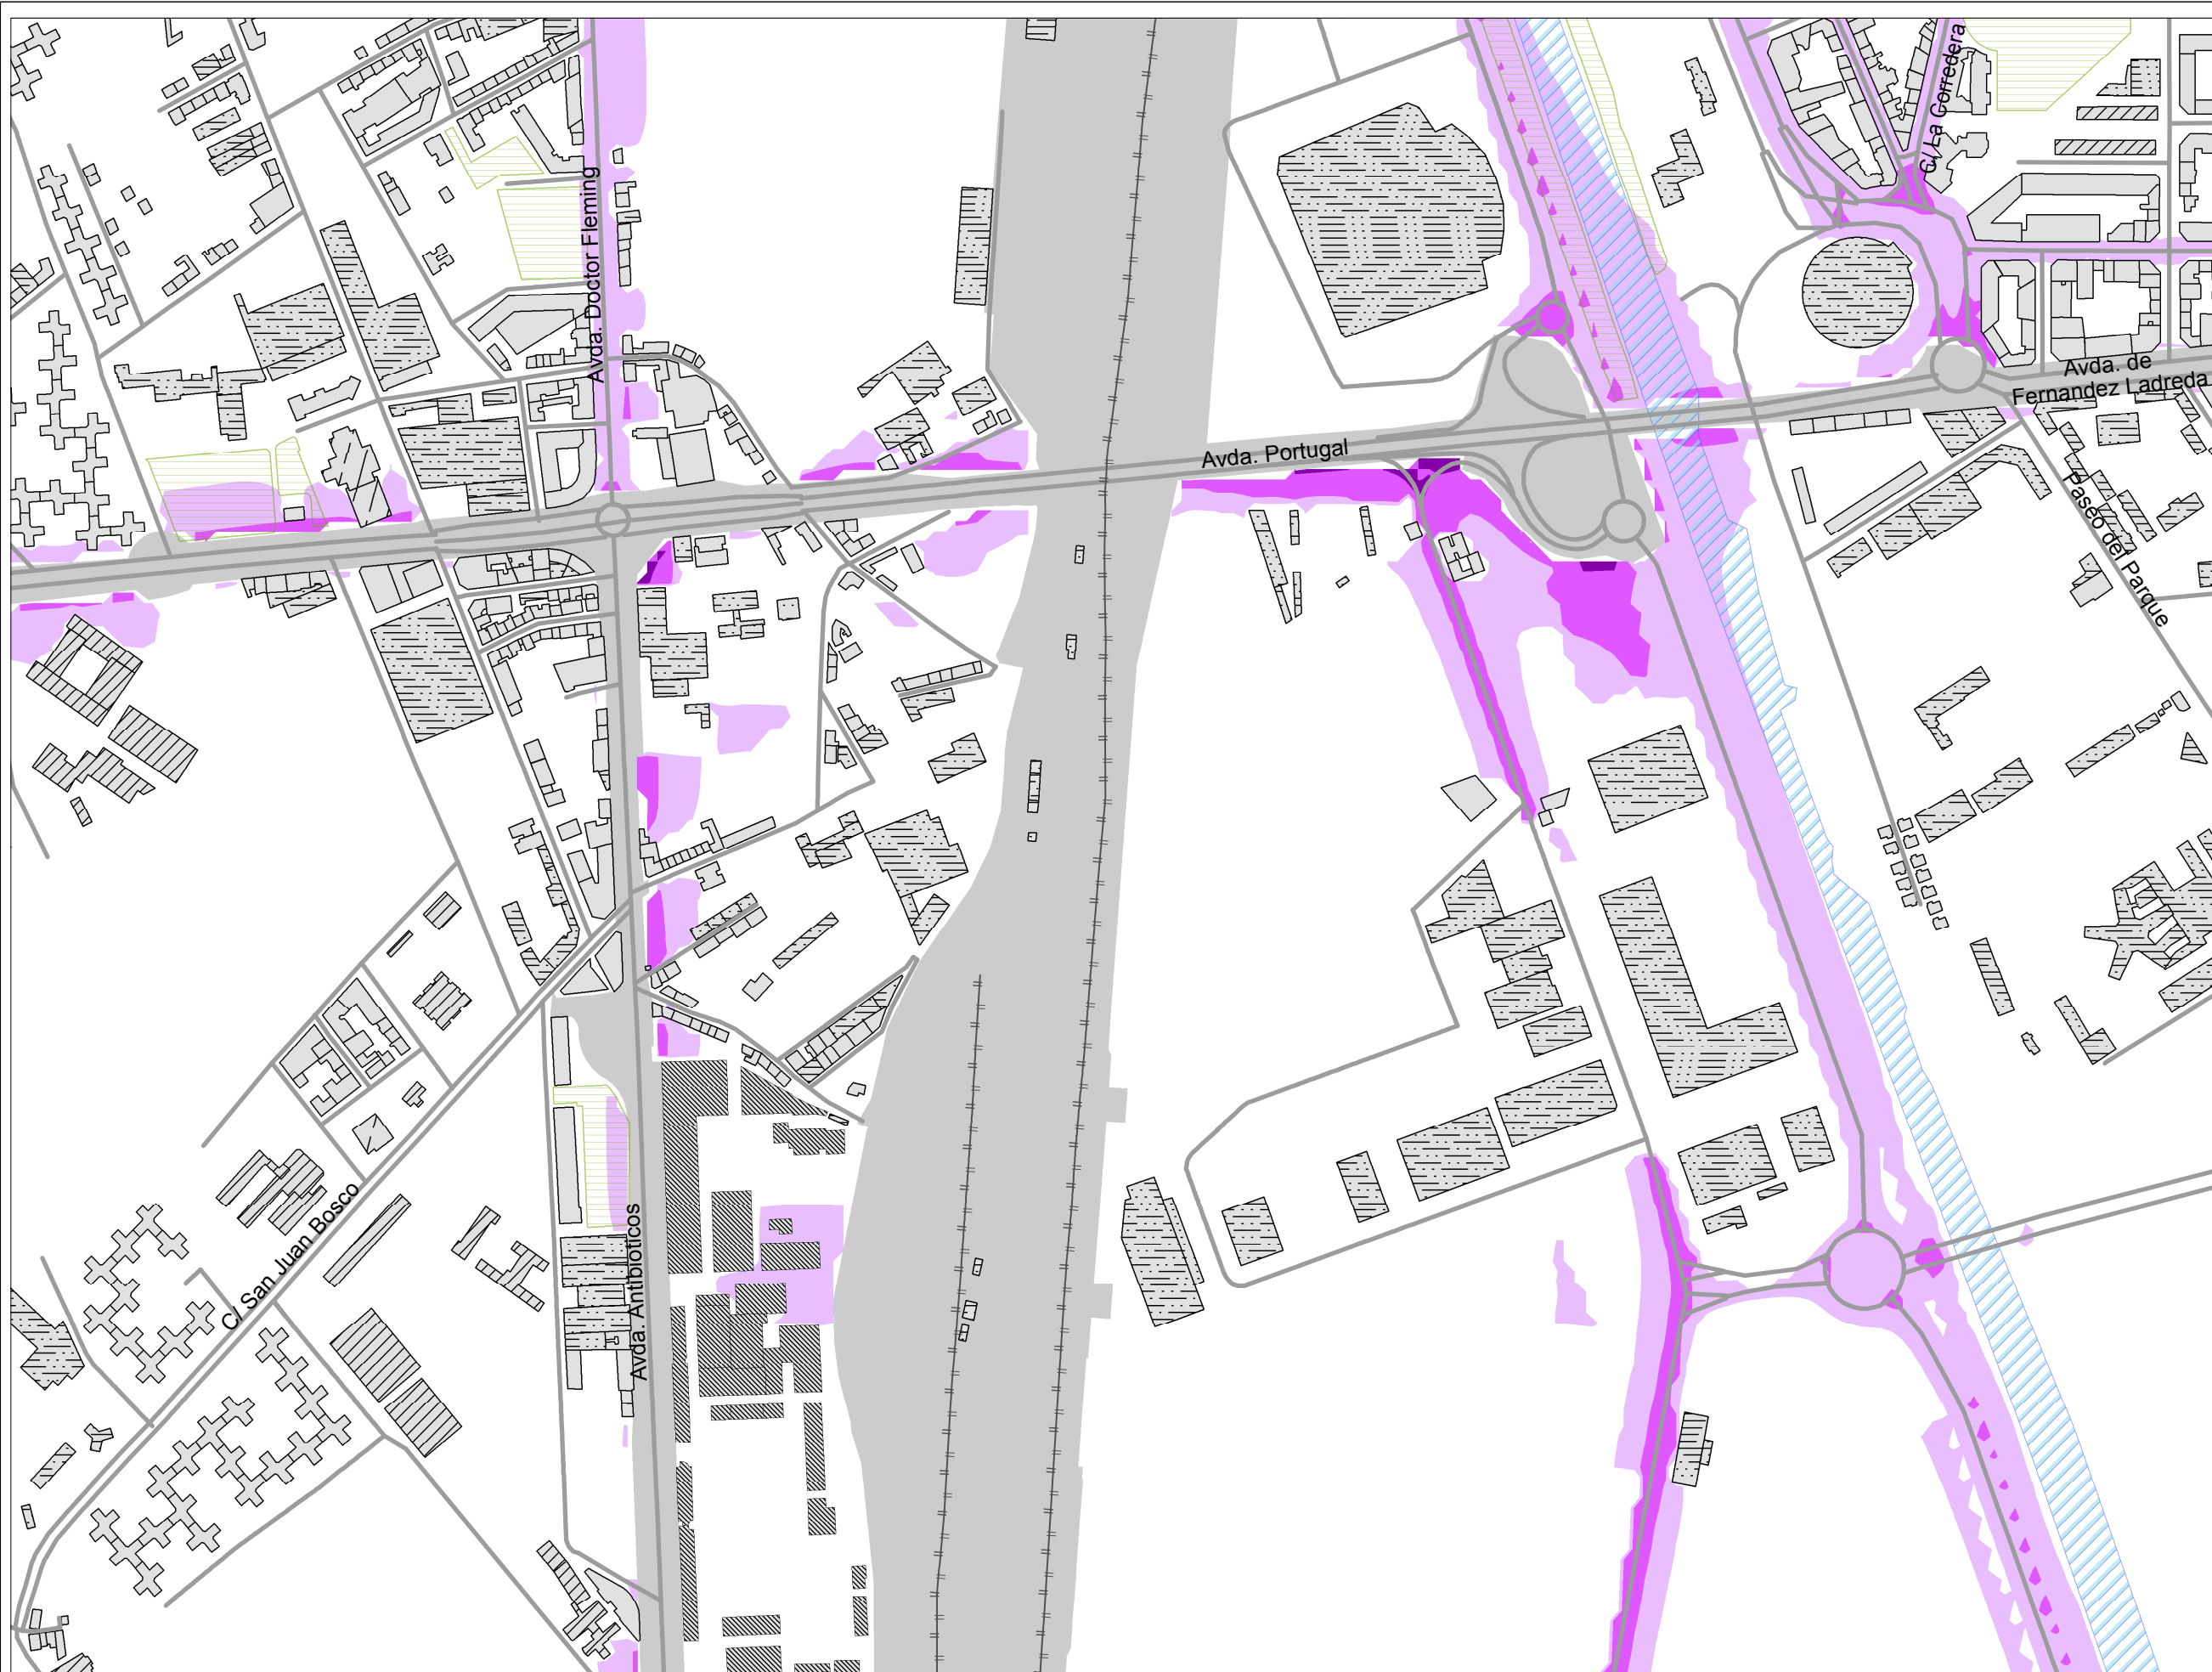 C/ La Corredera
Avda. Doctor Fleming
Avda. de
Fernandez Ladreda
Avda. Portugal
Paseo del Parque
C/ San Juan Bosco
Avda. Antibioticos